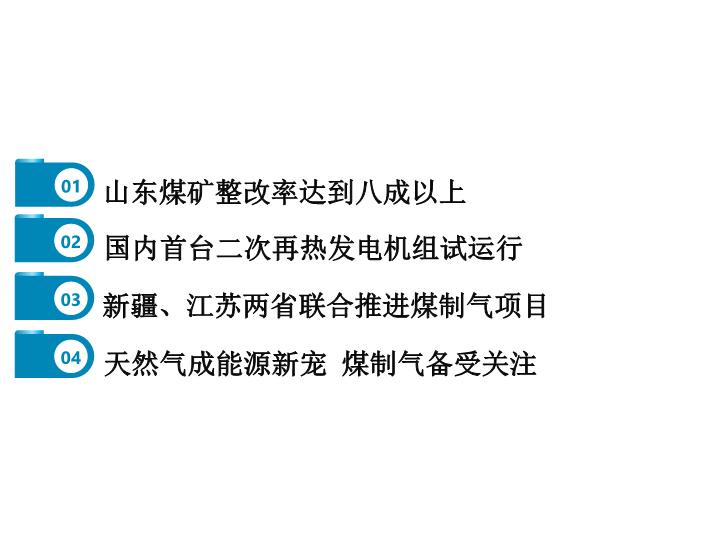 01 山东煤矿整改率达到八成以上
02 国内首台二次再热发电机组试运行
03 新疆、江苏两省联合推进煤制气项目
04 天然气成能源新宠 煤制气备受关注